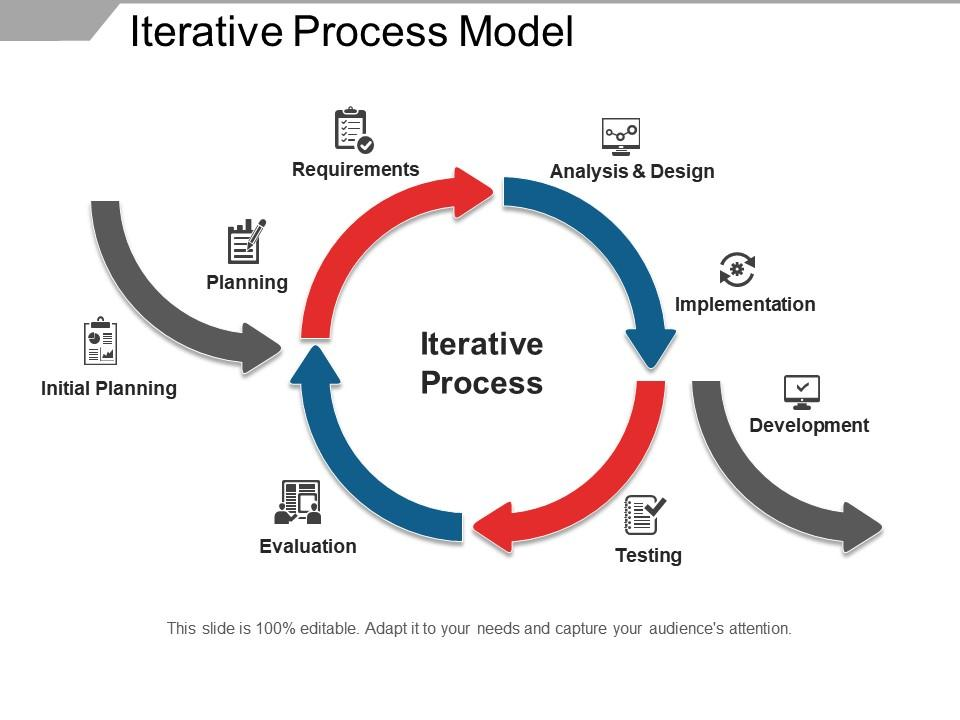 Iterative Process Model
Requirements
Analysis & Design
Planning
Implementation
Iterative
Process
Initial Planning
Development
Evaluation
Testing
This slide is 100% editable. Adapt it to your needs and capture your audience's attention.